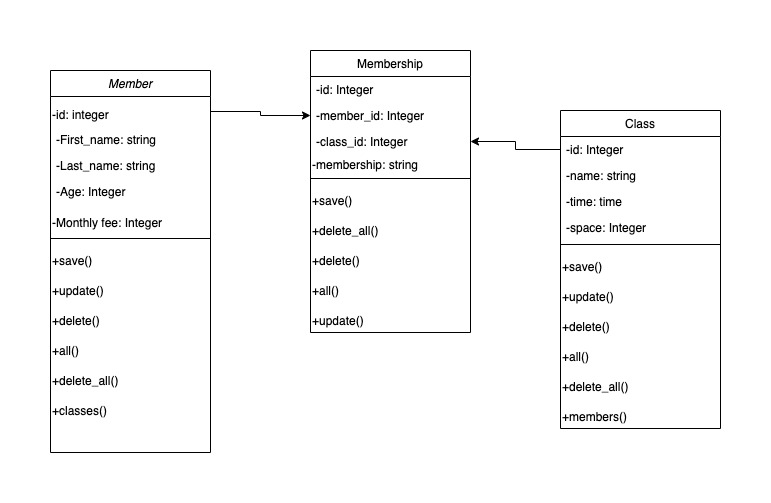 Member
-id: integer
-First_name: string
-Last_name: string
-Age: Integer
-Monthly fee: Integer
+save()
+update()
+delete()
+all()
+delete_all()
+classes()
Membership
-id: Integer
-member_id: Integer
-class_id: Integer
-membership: string
+save()
+delete_all()
+delete()
+all()
+update()
Class
-id: Integer
-name: string
-time: time
-space: Integer
+save()
+update()
+delete()
+all()
+delete_all()
+members()